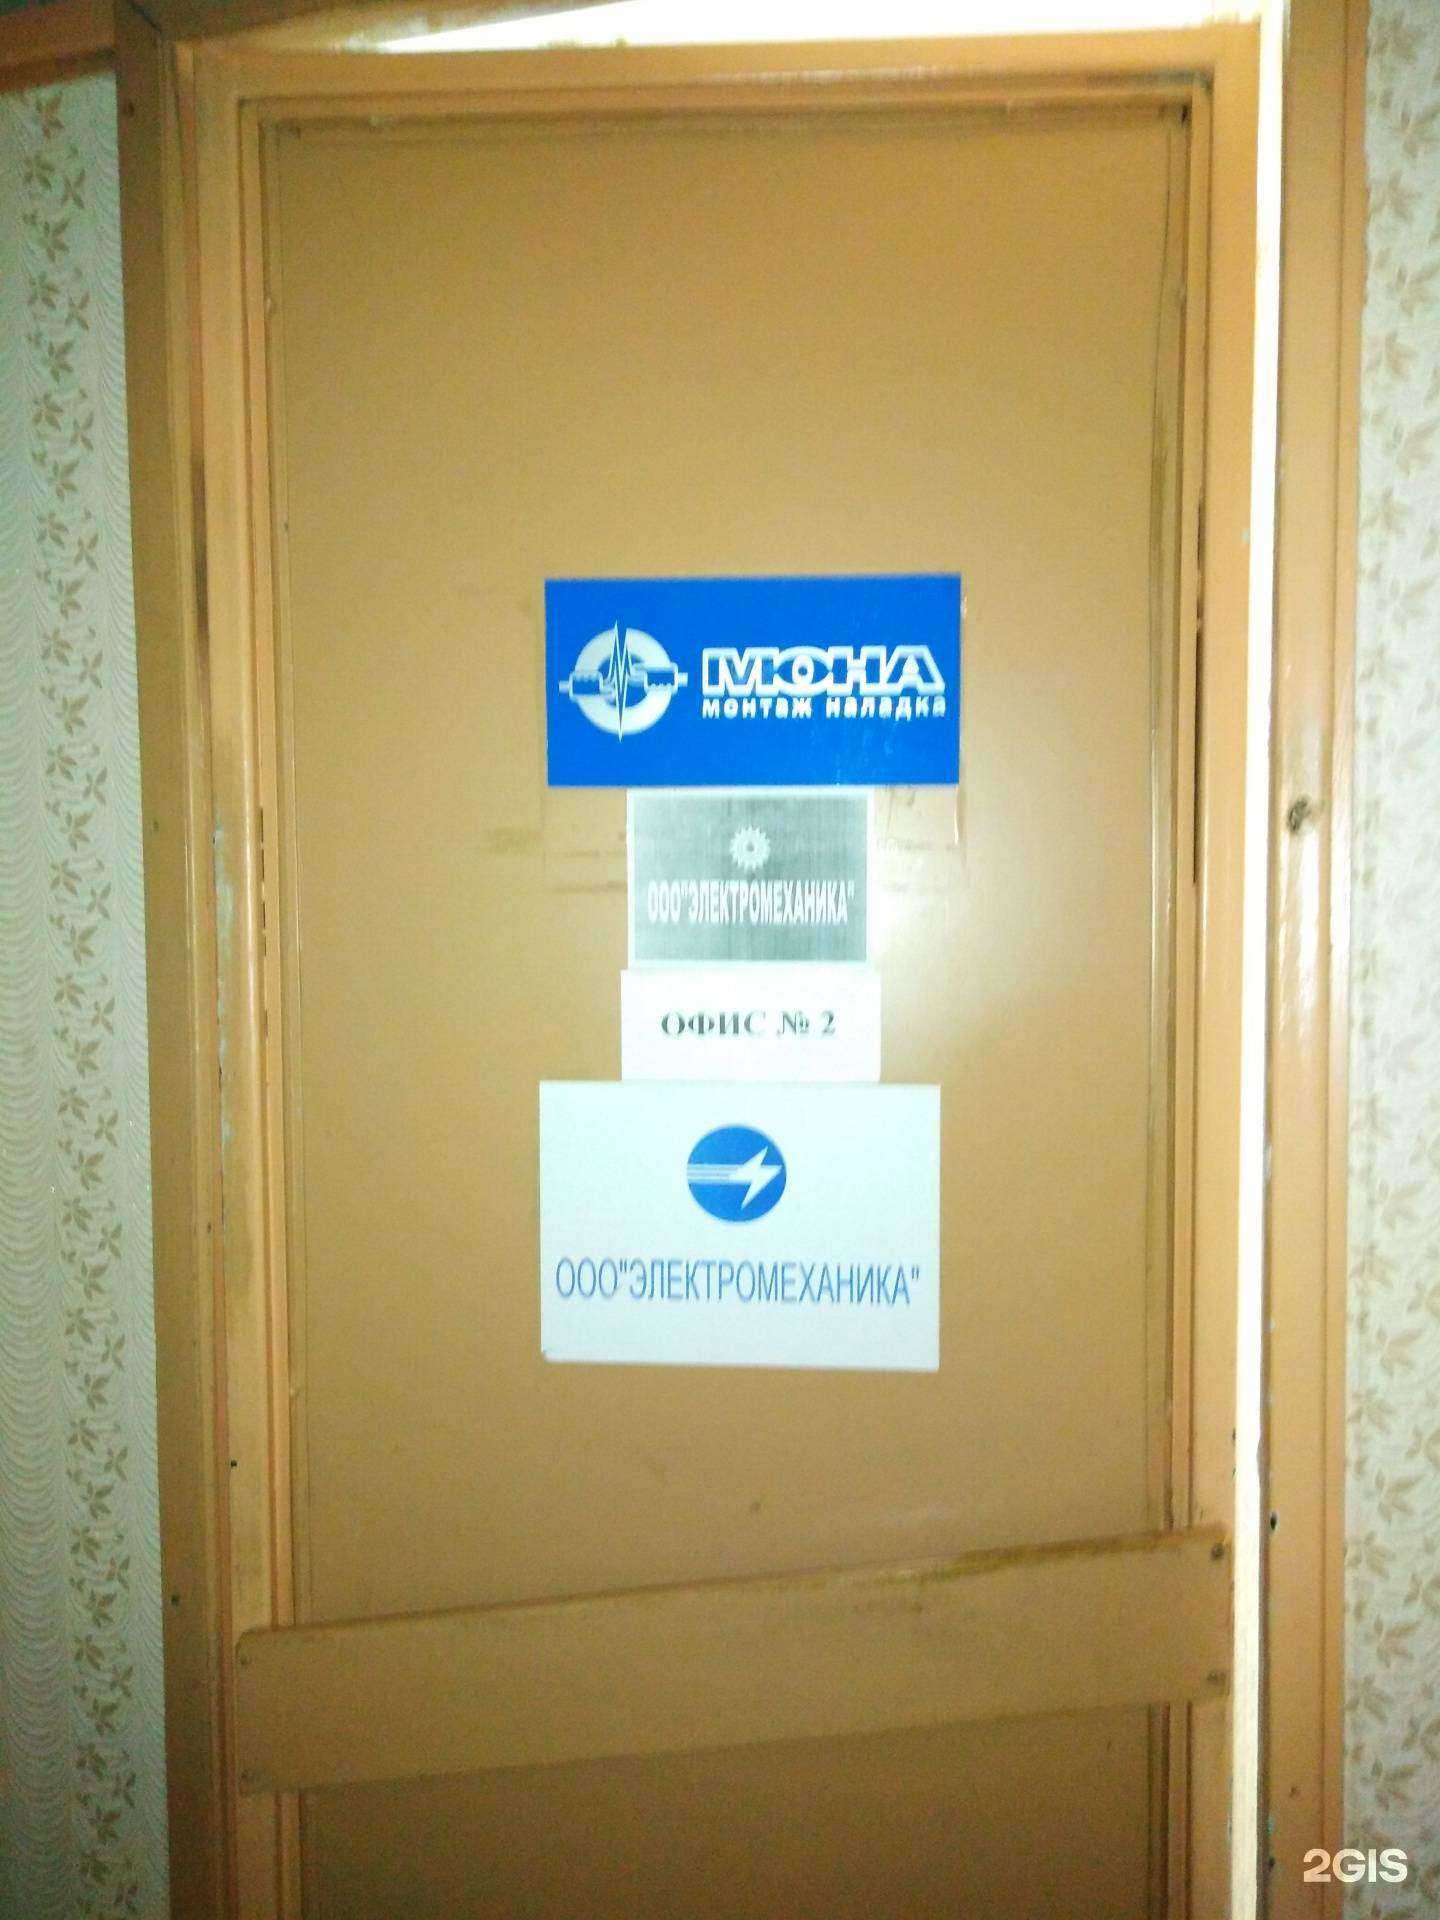 МОНА
монтаж наладка
ООО"ЭЛЕКТРОМЕХАНИКА"
ОФИС № 2
ООО"ЭЛЕКТРОМЕХАНИКА"
2GIS